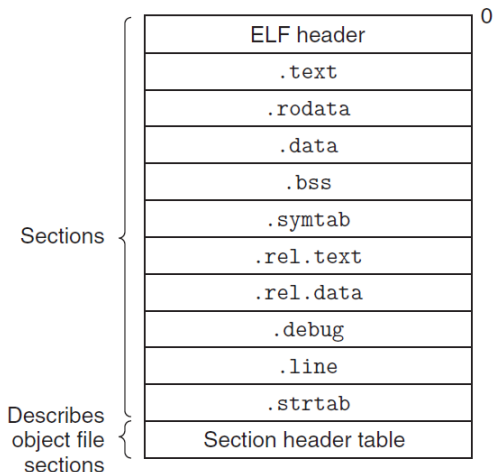 0
ELF header
.text
.rodata
.data
.bss
.symtab
.rel.text
.rel.data
.debug
.line
.strtab
Section header table
Sections
Describes
object file
sections